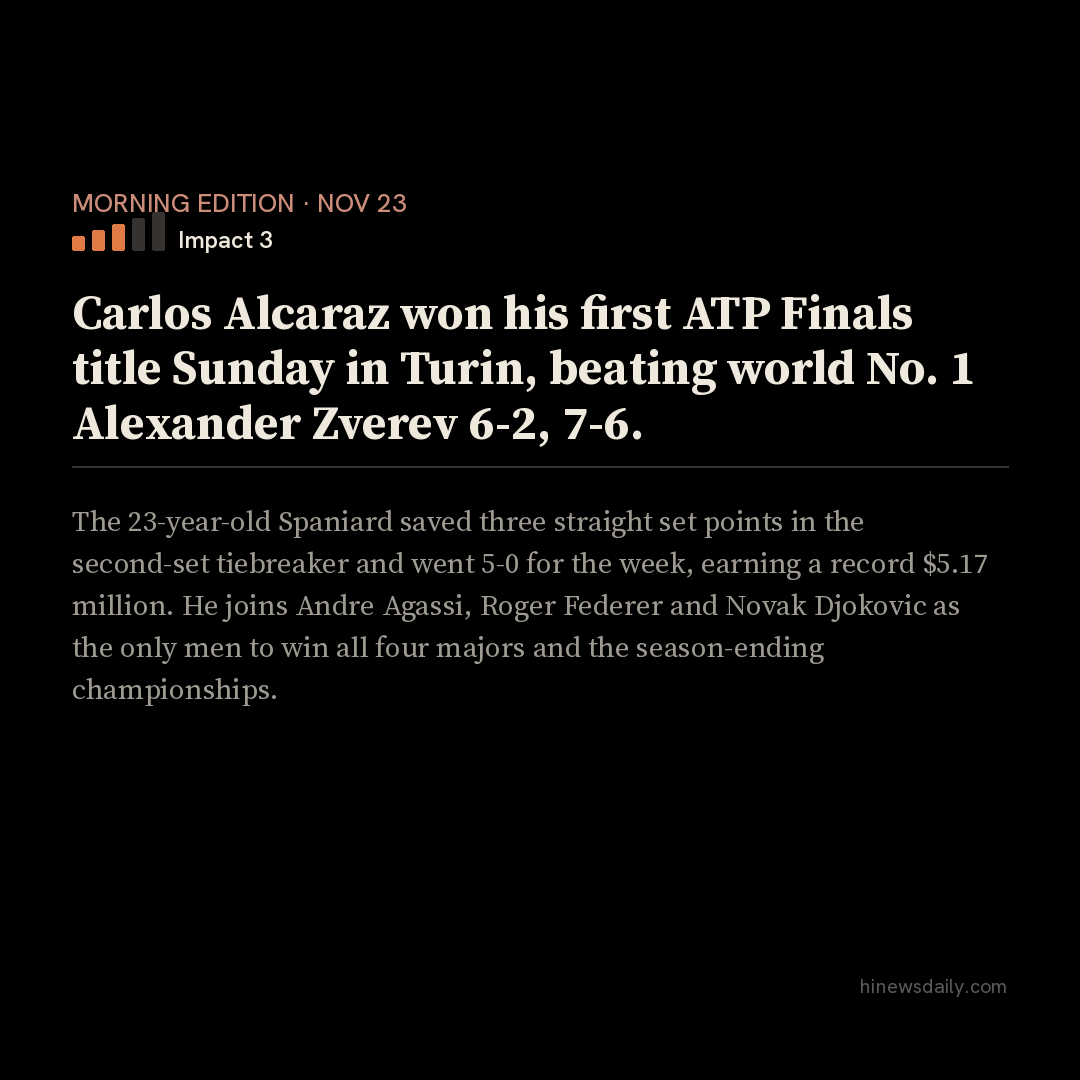 MORNING EDITION · NOV 23
Impact 3
Carlos Alcaraz won his first ATP Finals
title Sunday in Turin, beating world No. 1
Alexander Zverev 6-2, 7-6.
The 23-year-old Spaniard saved three straight set points in the
second-set tiebreaker and went 5-0 for the week, earning a record $5.17
million. He joins Andre Agassi, Roger Federer and Novak Djokovic as
the only men to win all four majors and the season-ending
championships.
hinewsdaily.com